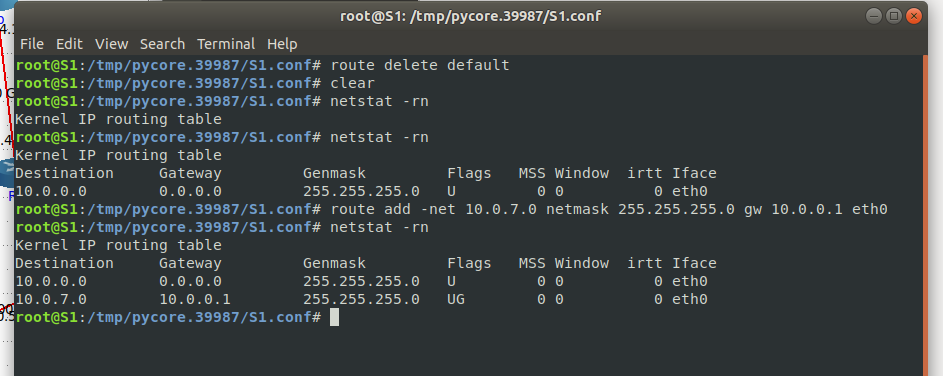 root@S1: /tmp/pycore.39987/S1.conf
File Edit View Search Terminal Help
root@S1:/tmp/pycore.39987/S1.conf# route delete default
root@S1:/tmp/pycore.39987/S1.conf# clear
root@S1:/tmp/pycore.39987/S1.conf# netstat -rn
Kernel IP routing table
root@S1:/tmp/pycore.39987/S1.conf# netstat -rn
Kernel IP routing table
Destination Gateway Genmask Flags MSS Window irtt Iface
10.0.0.0 0.0.0.0 255.255.255.0 U 0 0 0 eth0
root@S1:/tmp/pycore.39987/S1.conf# route add -net 10.0.7.0 netmask 255.255.255.0 gw 10.0.0.1 eth0
root@S1:/tmp/pycore.39987/S1.conf# netstat -rn
Kernel IP routing table
Destination Gateway Genmask Flags MSS Window irtt Iface
10.0.0.0 0.0.0.0 255.255.255.0 U 0 0 0 eth0
10.0.7.0 10.0.0.1 255.255.255.0 UG 0 0 0 eth0
root@S1:/tmp/pycore.39987/S1.conf#